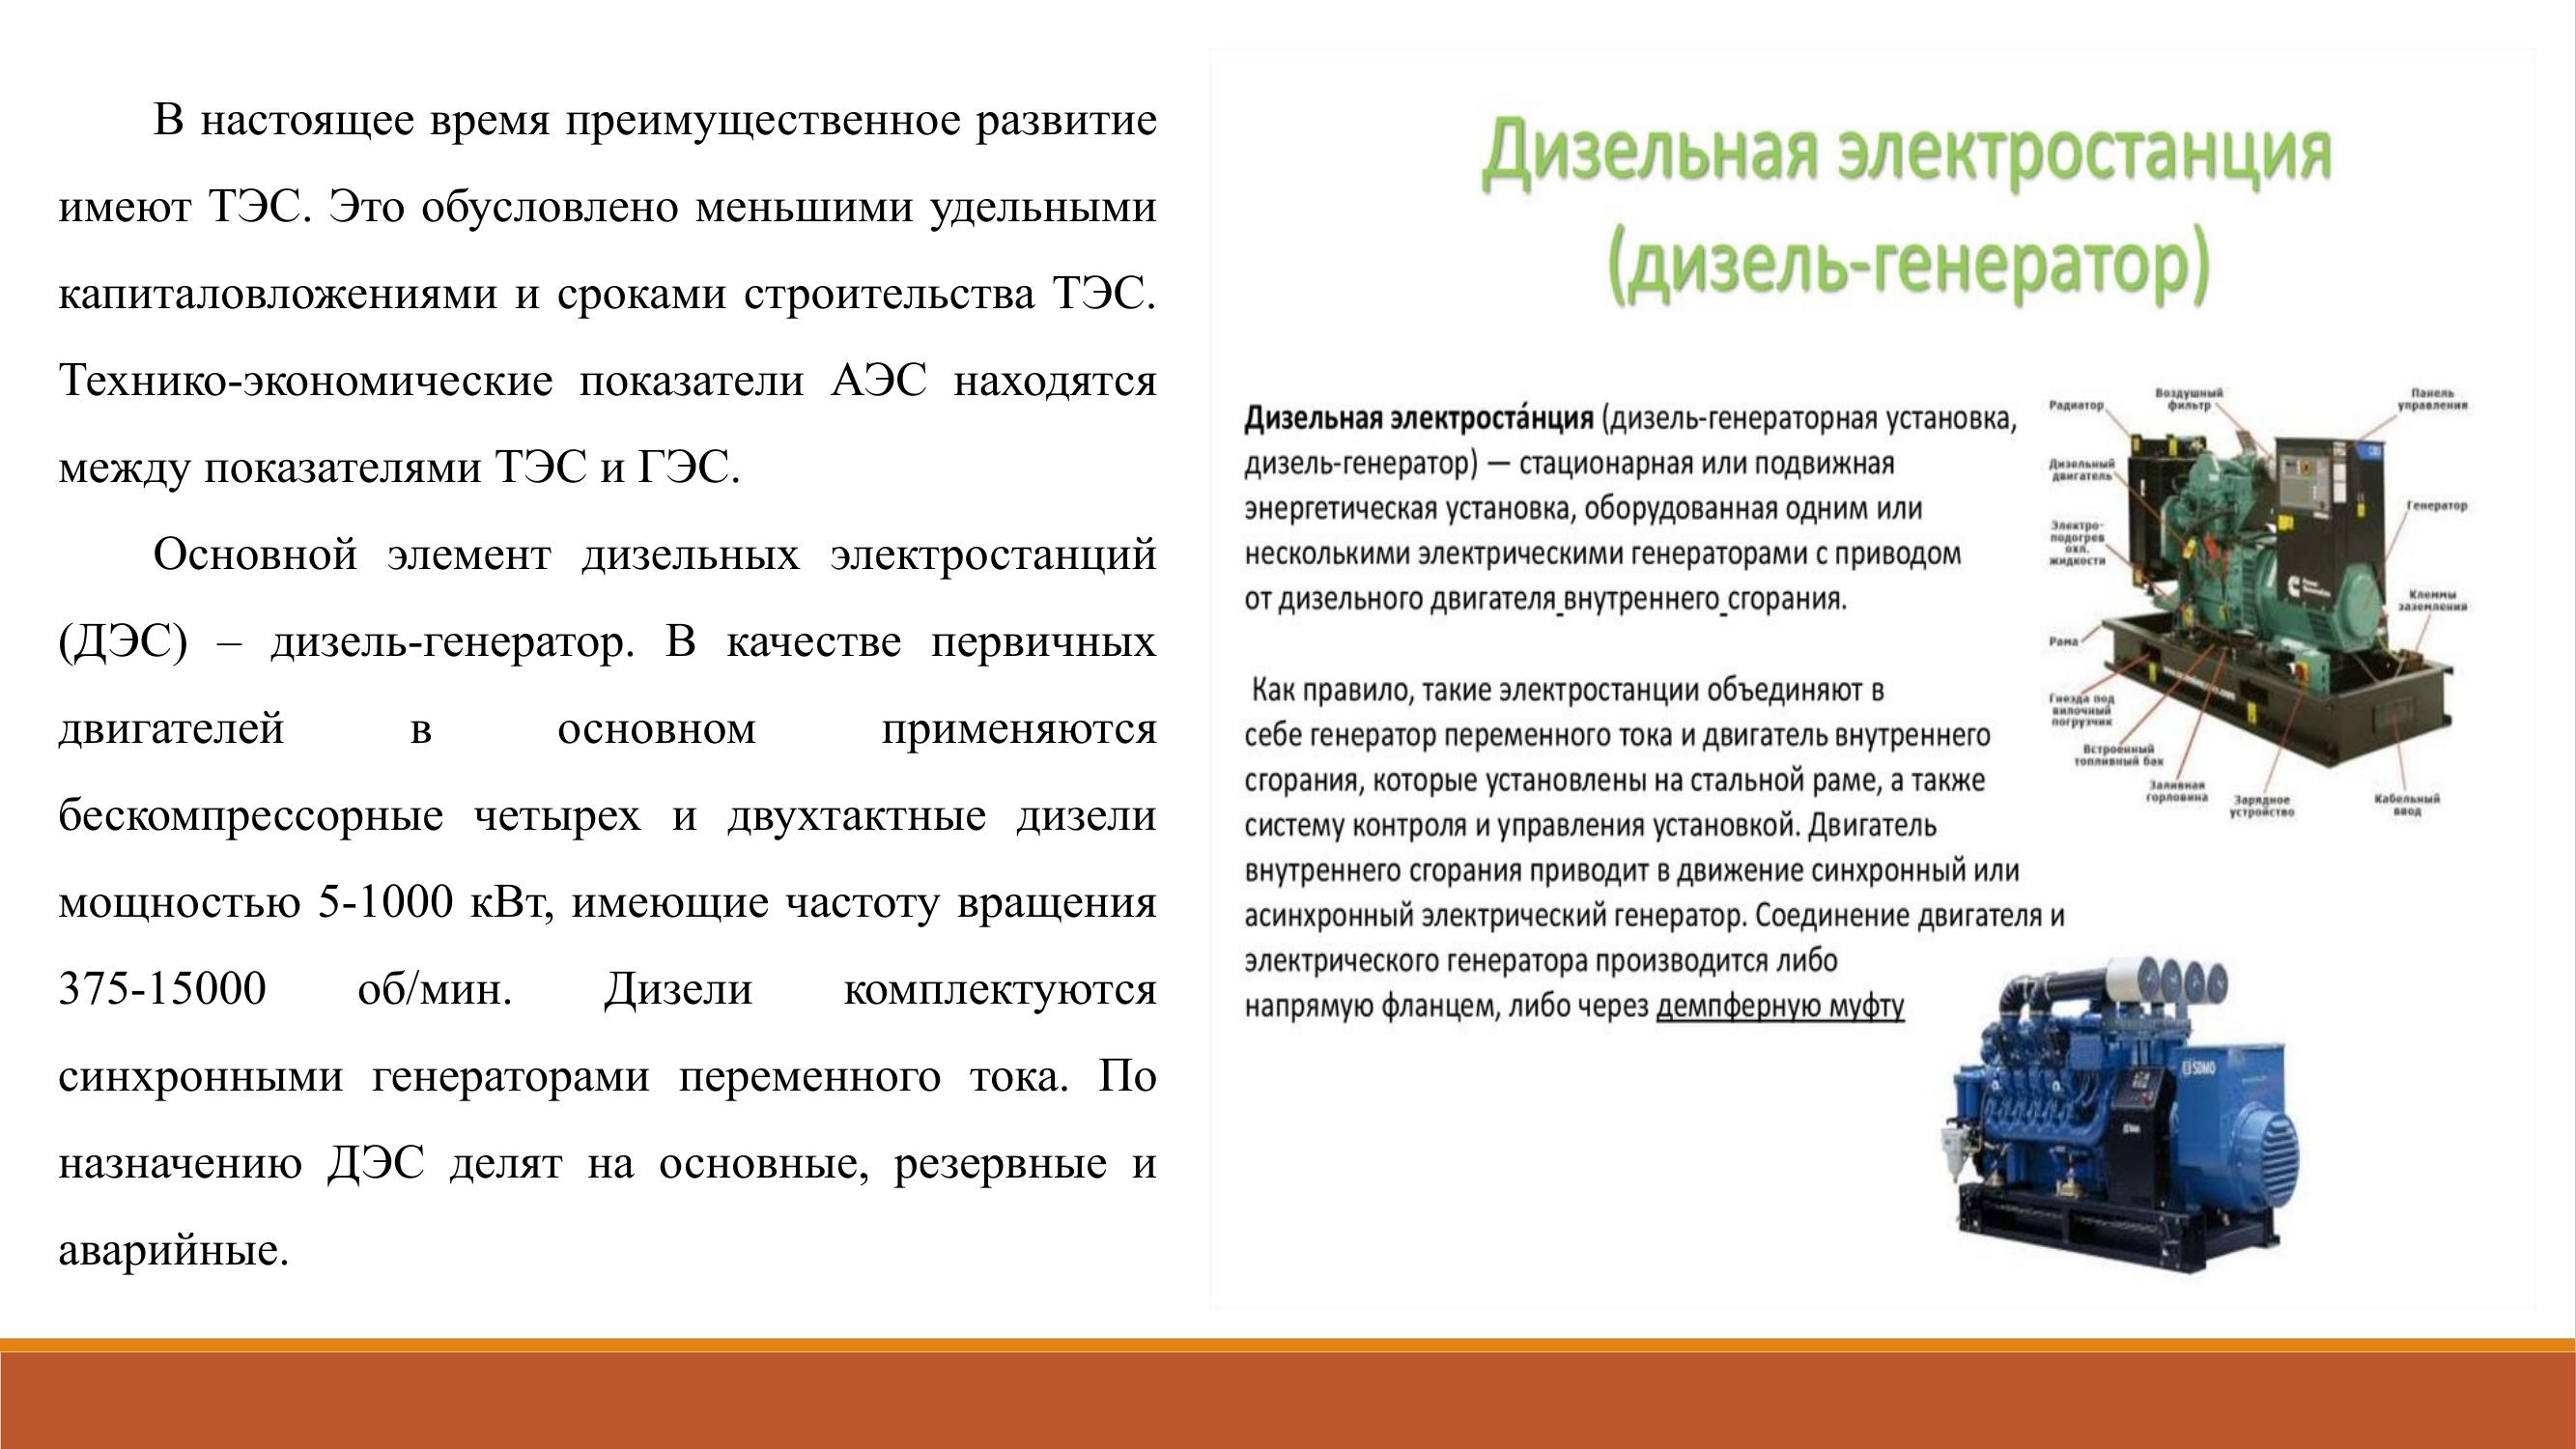 В настоящее время преимущественное развитие
имеют ТЭС. Это обусловлено меньшими удельными
капиталовложениями и сроками строительства ТЭС.
Технико-экономические показатели АЭС находятся
между показателями ТЭС и ГЭС.
Основной элемент дизельных электростанций
(ДЭС) – дизель-генератор. В качестве первичных
двигателей в основном применяются
бескомпрессорные четырех и двухтактные дизели
мощностью 5-1000 кВт, имеющие частоту вращения
375-15000 об/мин. Дизели комплектуются
синхронными генераторами переменного тока. По
назначению ДЭС делят на основные, резервные и
аварийные.
Дизельная электростанция
(дизель-генератор)
Дизельная электроста́нция (дизель-генераторная установка,
дизель-генератор) — стационарная или подвижная
энергетическая установка, оборудованная одним или
несколькими электрическими генераторами с приводом
от дизельного двигателя внутреннего сгорания.
Как правило, такие электростанции объединяют в
себе генератор переменного тока и двигатель внутреннего
сгорания, которые установлены на стальной раме, а также
систему контроля и управления установкой. Двигатель
внутреннего сгорания приводит в движение синхронный или
асинхронный электрический генератор. Соединение двигателя и
электрического генератора производится либо
напрямую фланцем, либо через демпферную муфту
Радиатор
Воздушный
фильтр
Панель
управления
Дизельный
двигатель
Генератор
Электро-
подогрев
охл.
жидкости
Клеммы
заземления
Рама
Гнезда под
вилочный
погрузчик
Встроенный
топливный бак
Заливная
горловина
Зарядное
устройство
Кабельный
ввод
SDMO